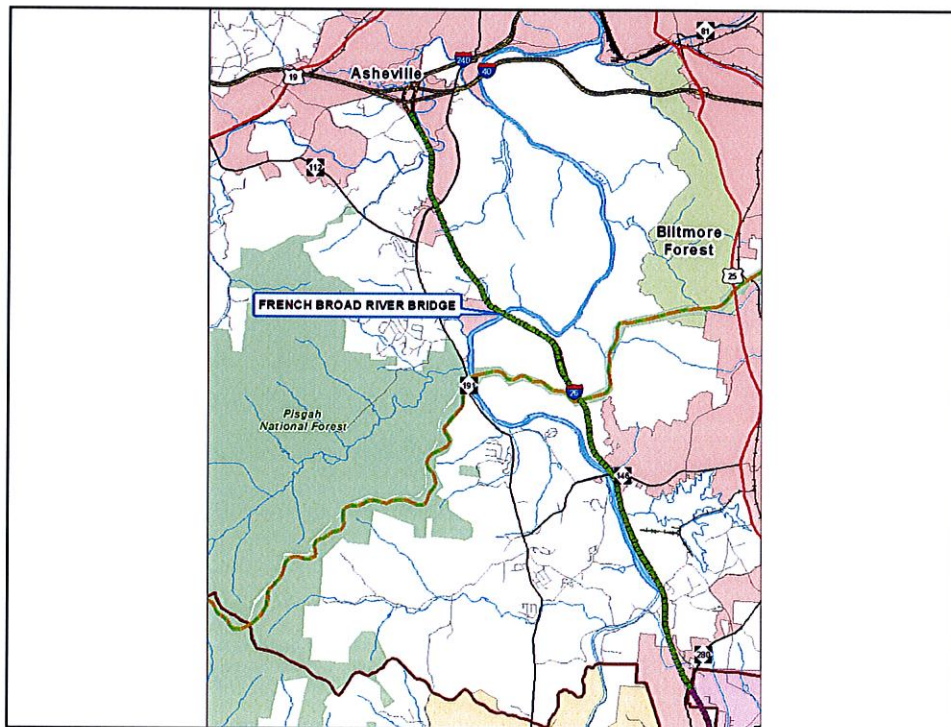 81
240
40
19
Asheville
112
Biltmore
Forest
25
FRENCH BROAD RIVER BRIDGE
191
26
Pisgah
National Forest
146
280